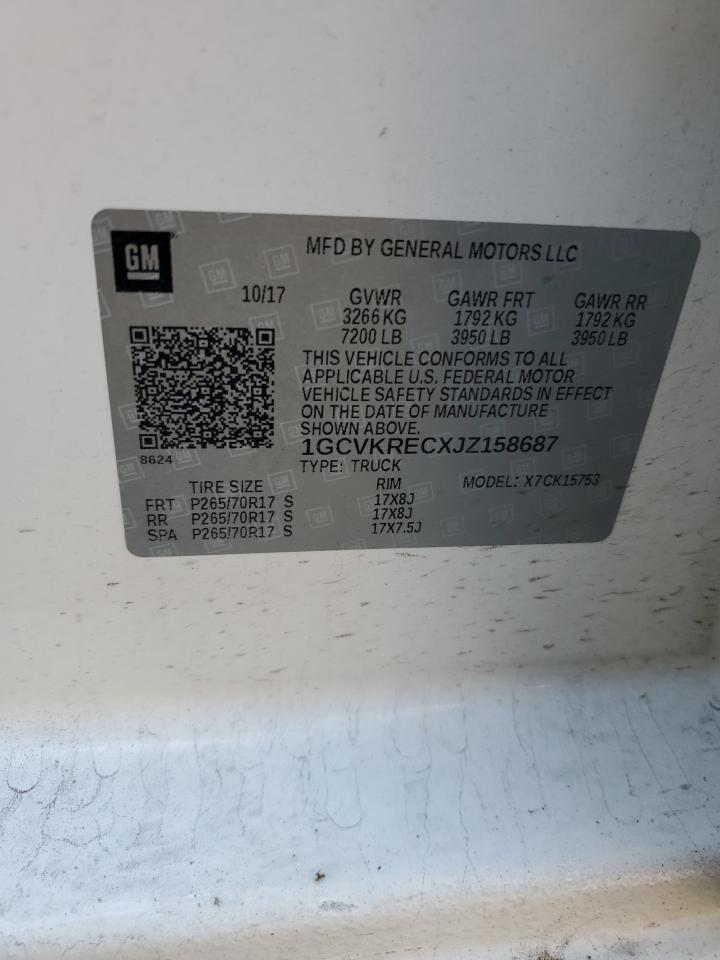 GM
MFD BY GENERAL MOTORS LLC
10/17 GVWR GAWR FRT GAWR RR
3266 KG 1792 KG 1792 KG
7200 LB 3950 LB 3950 LB
THIS VEHICLE CONFORMS TO ALL
APPLICABLE U.S. FEDERAL MOTOR
VEHICLE SAFETY STANDARDS IN EFFECT
ON THE DATE OF MANUFACTURE
SHOWN ABOVE.
8624
1GCVKRECXJZ158687
TYPE: TRUCK
MODEL: X7CK15753
TIRE SIZE RIM
FRT P265/70R17 S 17X8J
RR P265/70R17 S 17X8J
SPA P265/70R17 S 17X7.5J